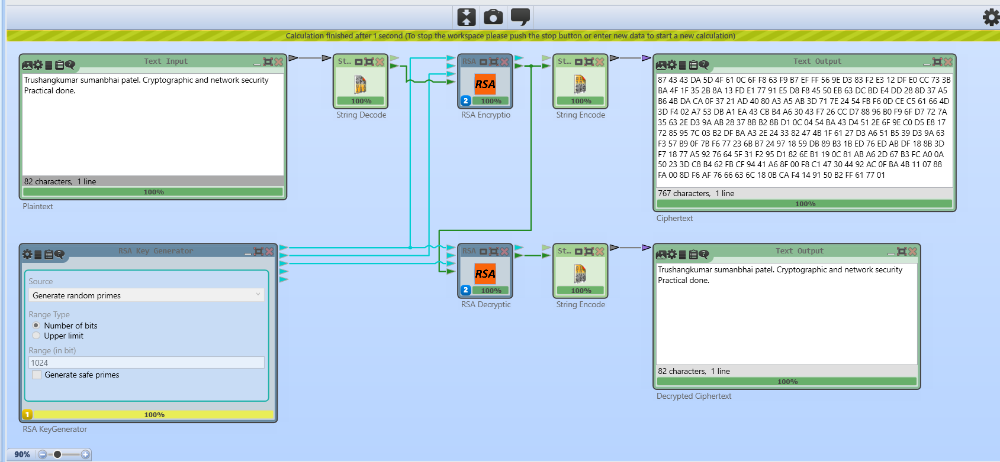 Calculation finished after 1 second (To stop the workspace please push the stop button or enter new data to start a new calculation)
Text Input
Trushangkumar sumanbhai patel. Cryptographic and network security
Practical done.
82 characters, 1 line
100%
Plaintext
St...
100%
String Decode
RSA
RSA
2
100%
RSA Encryptio
St...
100%
String Encode
Text Output
87 43 43 DA 5D 4F 61 0C 6F F8 63 F9 B7 EF FF 56 9E D3 83 F2 E3 12 DF E0 CC 73 3B
BA 4F 1F 35 2B 8A 13 FD E1 77 91 E5 D8 F8 45 50 EB 63 DC BD E4 DD 28 8D 37 A5
B6 4B DA CA 0F 37 21 AD 40 80 A3 A5 AB 3D 71 7E 24 54 FB F6 0D CE C5 61 66 4D
3D F4 02 A7 53 DB A1 EA 43 CB B4 A6 30 43 F7 26 CC D7 88 96 B0 F9 6F D7 72 7A
35 63 2E D3 9A AB 28 37 8B B2 8B D1 0C 04 54 BA 43 D4 51 2E 6F 9E C0 D5 E8 17
72 85 95 7C 03 B2 DF BA A3 2E 24 33 82 47 4B 1F 61 27 D3 A6 51 B5 39 D3 9A 63
F3 57 B9 0F 7B F6 77 23 6B B7 24 97 18 59 DB 89 B3 1B ED 76 ED AB DF 18 8B 3D
F7 18 77 A5 92 76 64 5F 31 F2 95 D1 82 6E B1 19 0C 81 AB A6 2D 67 B3 FC A0 0A
50 23 3D C8 B4 62 FB CF 94 41 A6 8F 00 F8 C1 47 30 44 92 AC 0F BA 4B 11 07 88
FA 00 8D F6 AF 76 66 63 6C 18 0B CA F4 14 91 50 B2 FF 61 77 01
767 characters, 1 line
100%
Ciphertext
RSA Key Generator
Source
Generate random primes
Range Type
Number of bits
Upper limit
Range (in bit)
1024
Generate safe primes
1
100%
RSA KeyGenerator
RSA
RSA
2
100%
RSA Decryptic
St...
100%
String Encode
Text Output
Trushangkumar sumanbhai patel. Cryptographic and network security
Practical done.
82 characters, 1 line
100%
Decrypted Ciphertext
90%